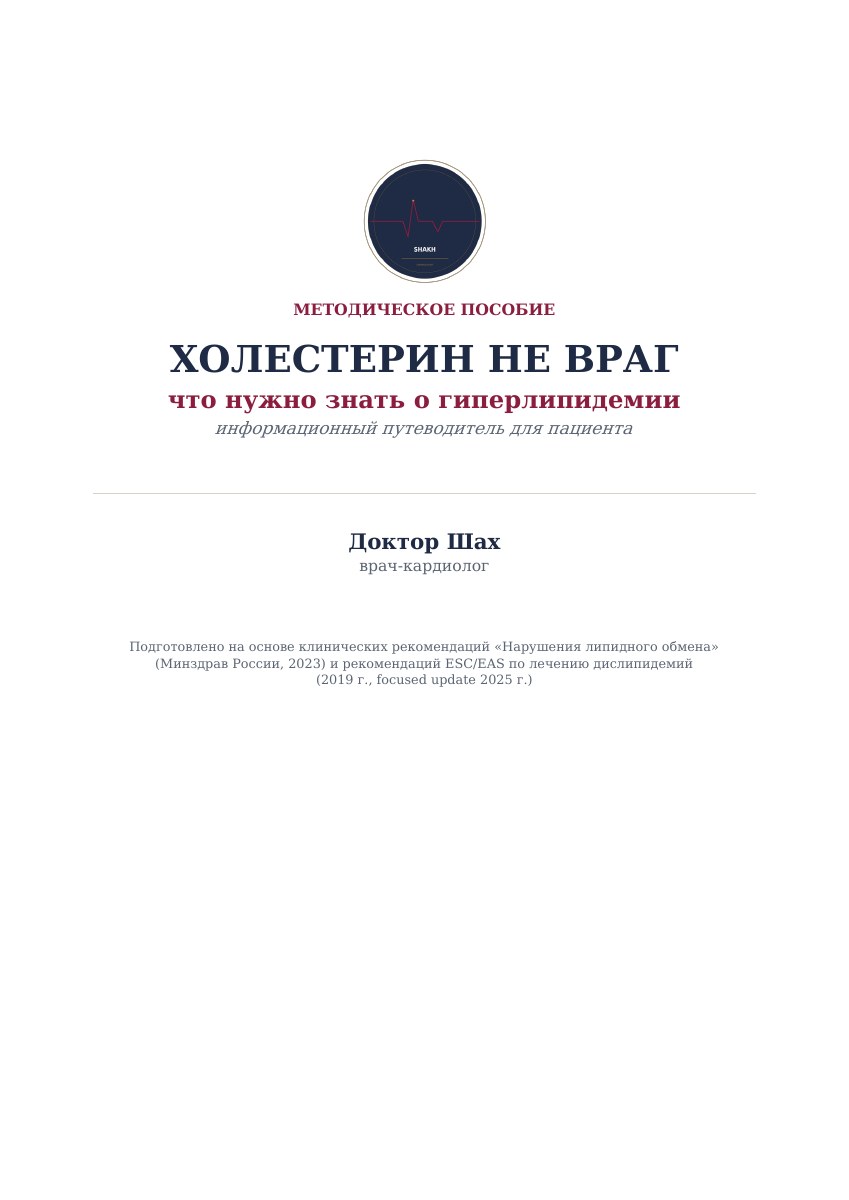 SHAKH
МЕТОДИЧЕСКОЕ ПОСОБИЕ
ХОЛЕСТЕРИН НЕ ВРАГ
что нужно знать о гиперлипидемии
информационный путеводитель для пациента
Доктор Шах
врач-кардиолог
Подготовлено на основе клинических рекомендаций «Нарушения липидного обмена»
(Минздрав России, 2023) и рекомендаций ESC/EAS по лечению дислипидемий
(2019 г., focused update 2025 г.)